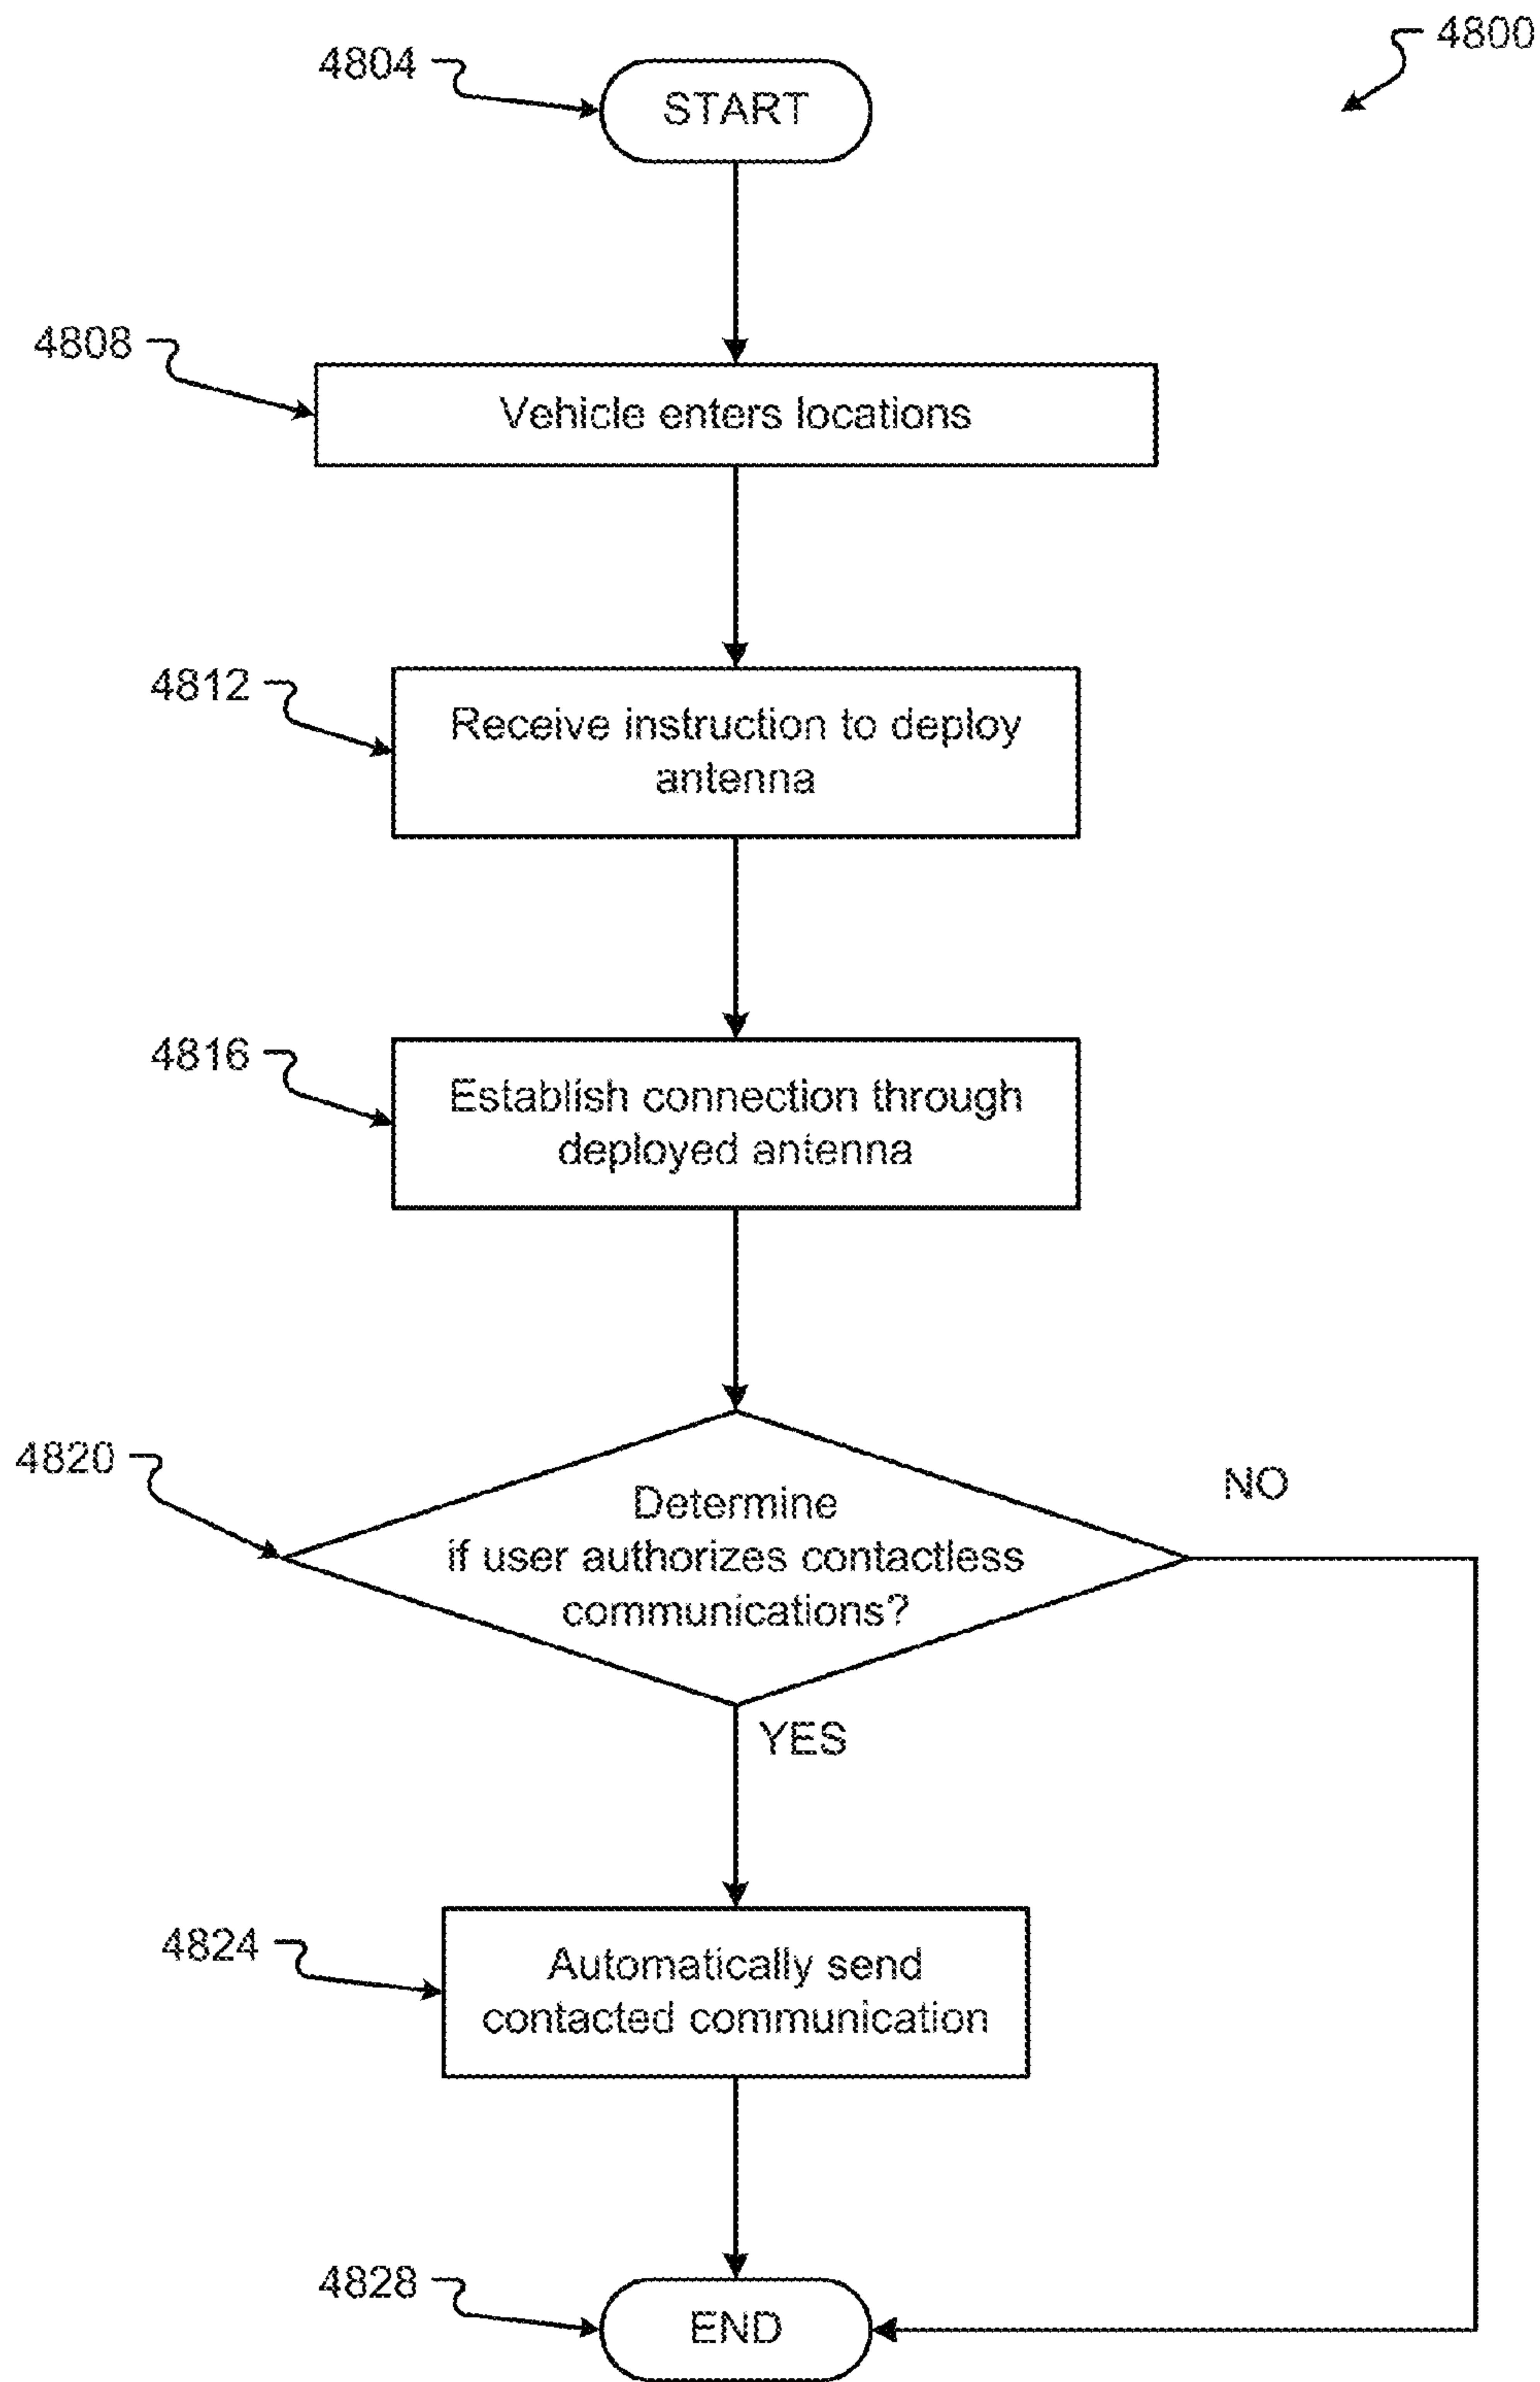 4800
4804
START
4808
Vehicle enters locations
4812
Receive instruction to deploy
antenna
4816
Establish connection through
deployed antenna
4820
Determine
if user authorizes contactless
communications?
NO
YES
4824
Automatically send
contacted communication
4828
END